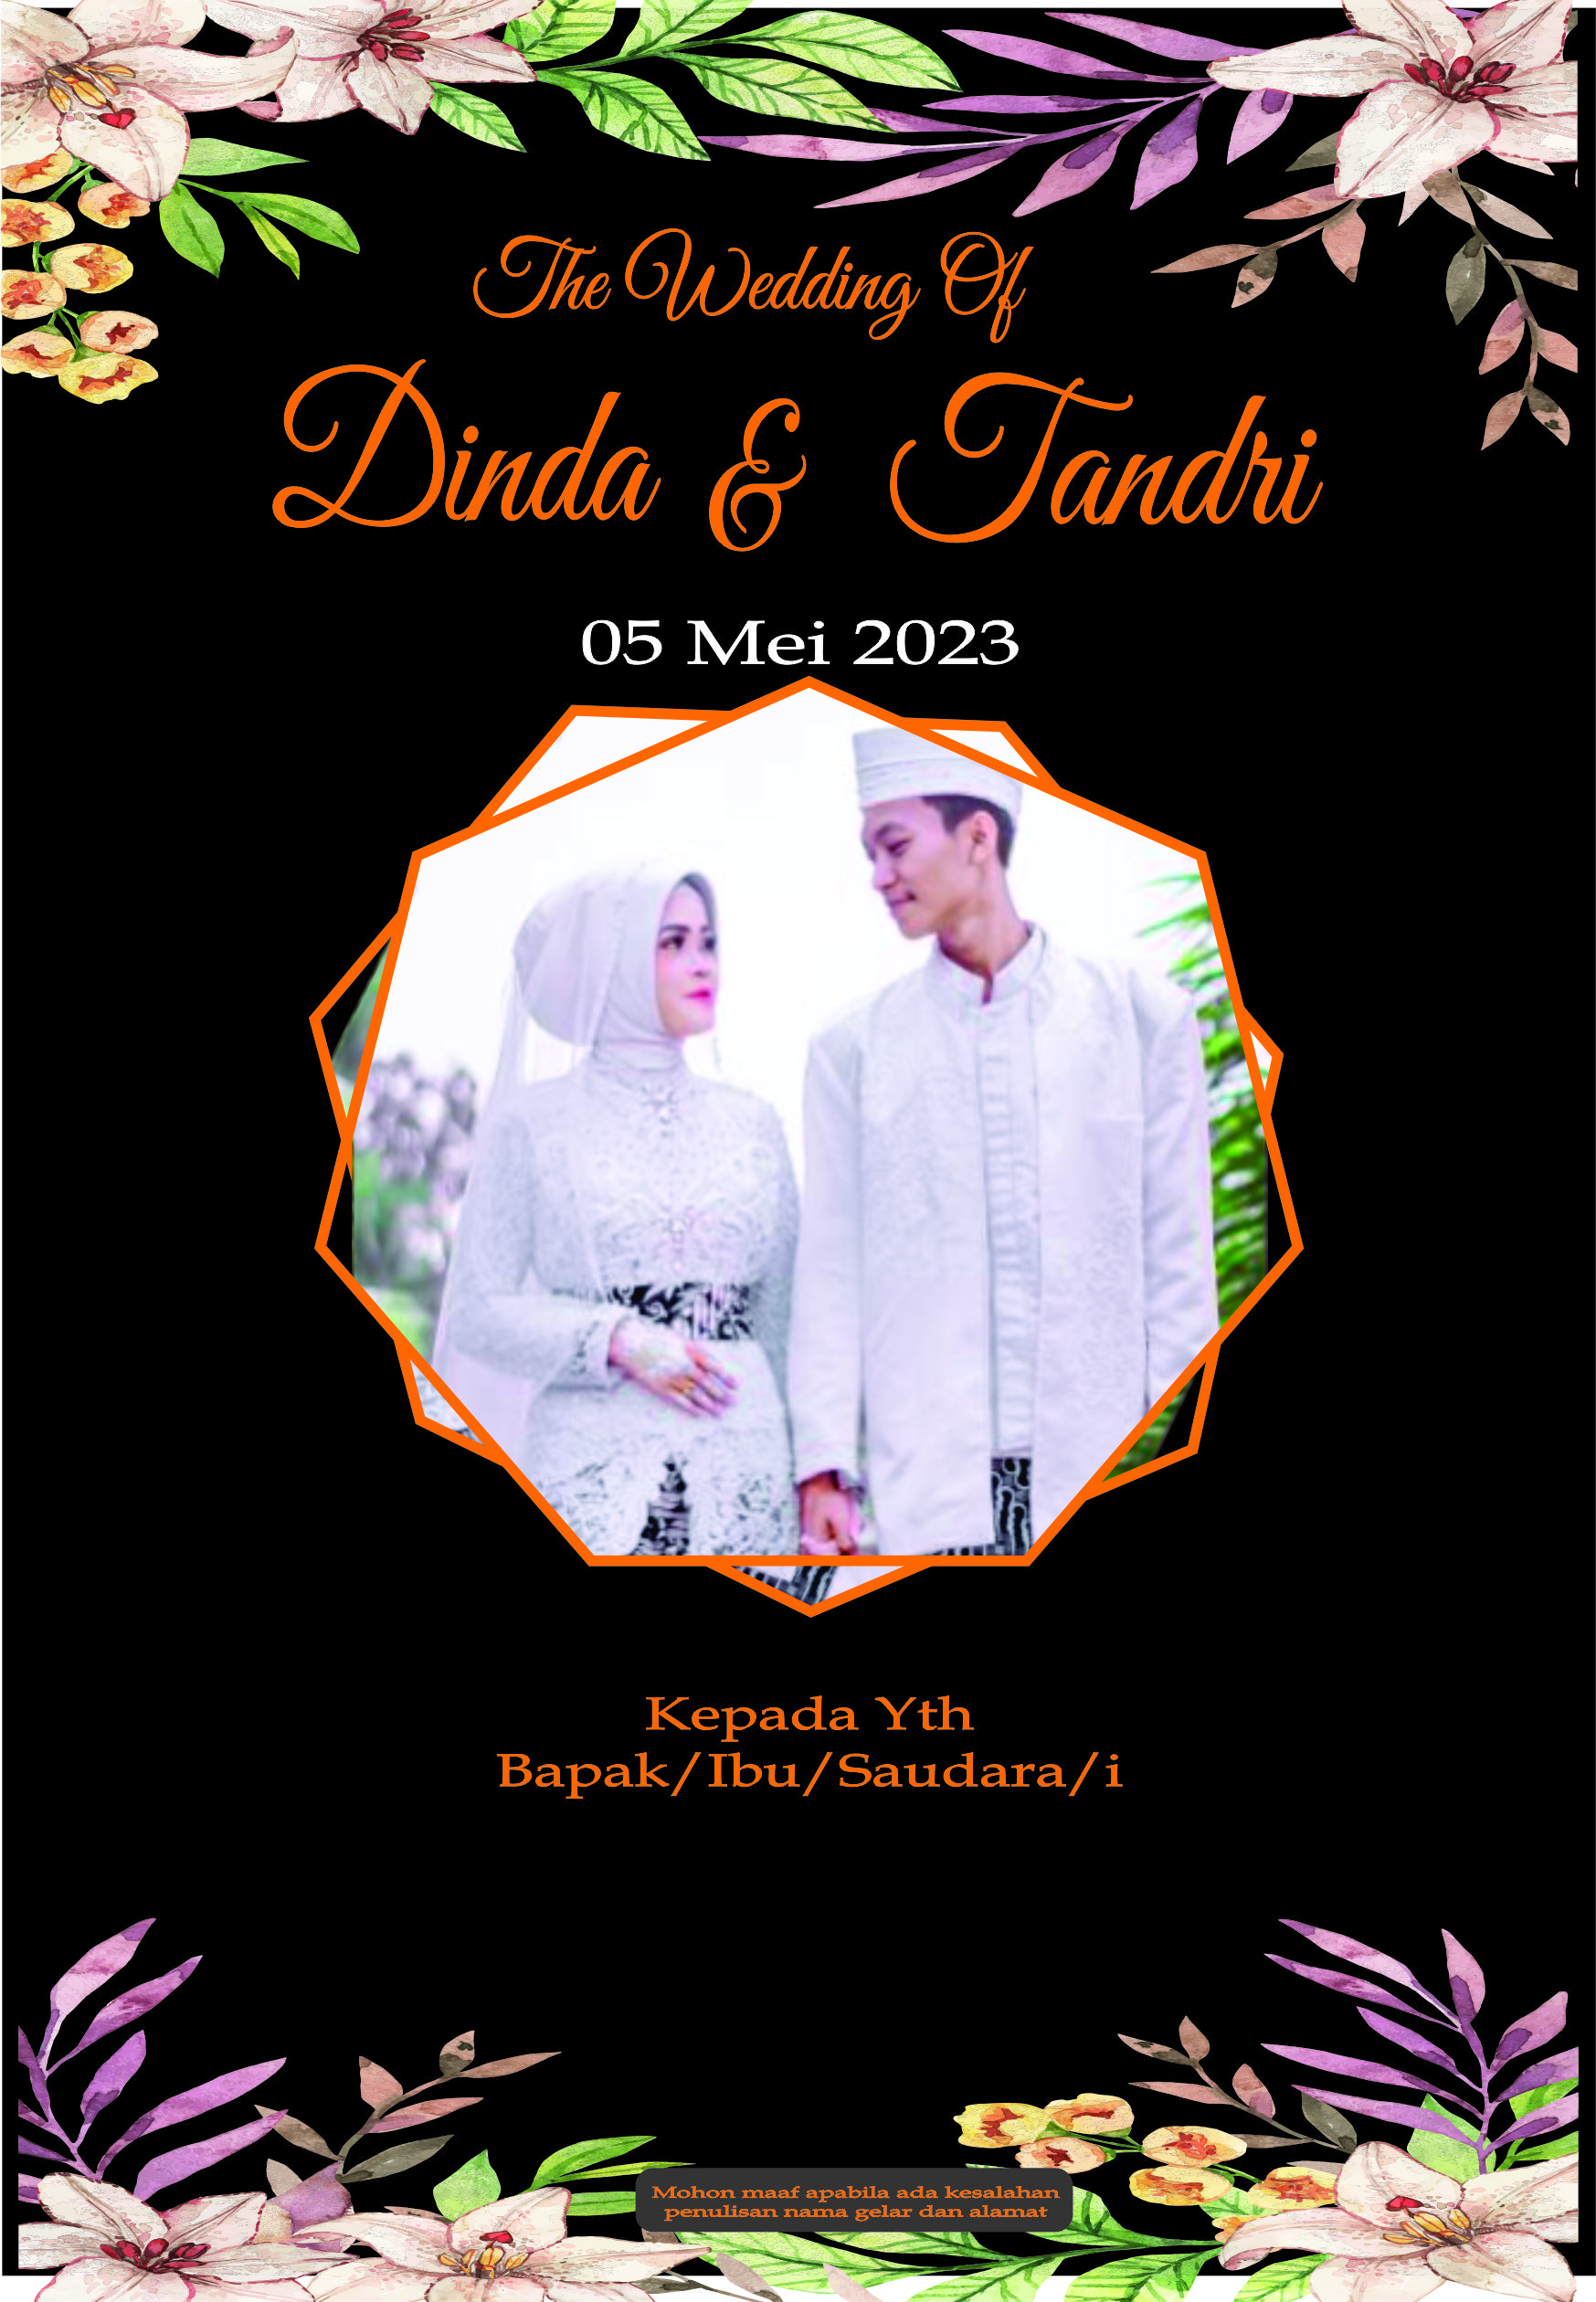 The Wedding Of
Dinda & Tandri
05 Mei 2023
Kepada Yth
Bapak/Ibu/Saudara/i
Mohon maaf apabila ada kesalahan
penulisan nama gelar dan alamat